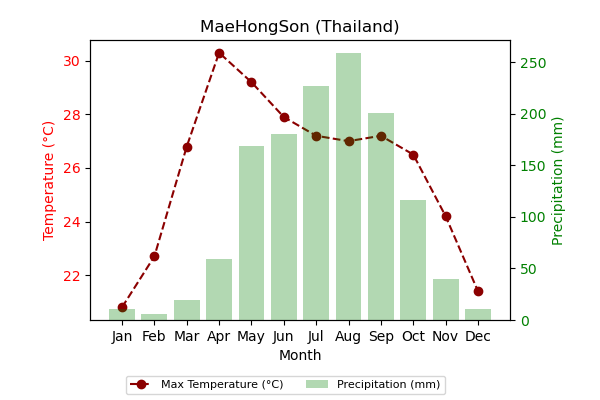 MaeHongSon (Thailand)
30
28
26
24
22
Temperature (°C)
250
200
150
100
50
0
Precipitation (mm)
Jan Feb Mar Apr May Jun Jul Aug Sep Oct Nov Dec
Month
Max Temperature (°C) Precipitation (mm)